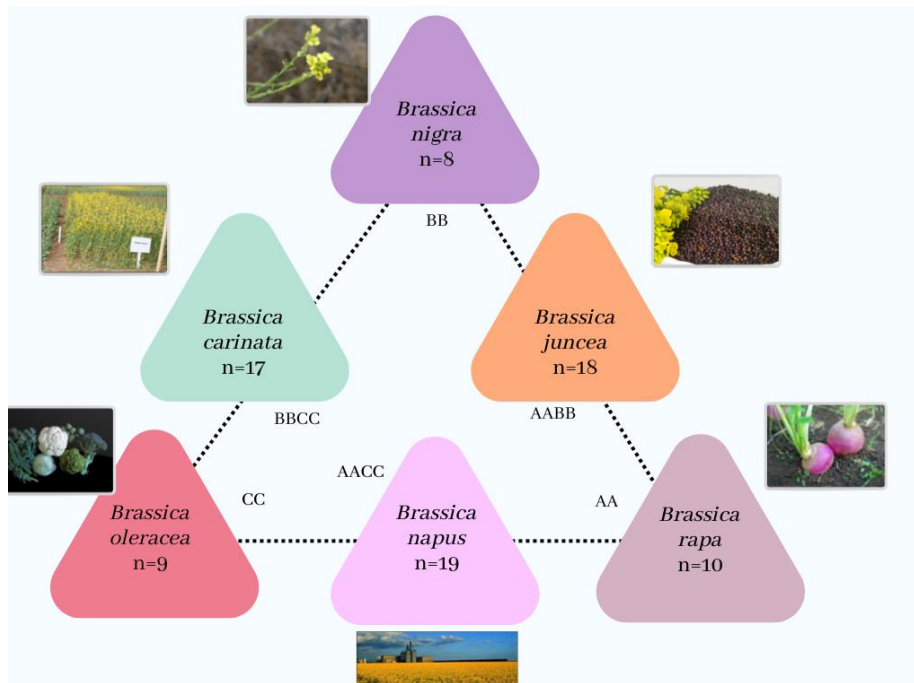 Brassica
nigra
n=8
BB
Brassica
carinata
n=17
BBCC
Brassica
juncea
n=18
AABB
Brassica
oleracea
n=9
CC
AACC
Brassica
napus
n=19
AA
Brassica
rapa
n=10